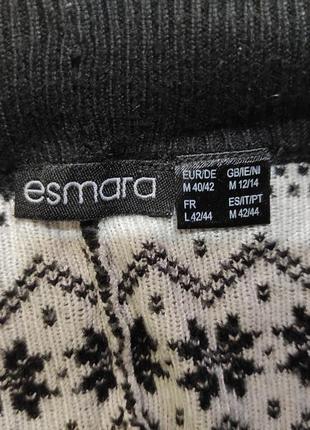 esmara
EUR/DE GB/IE/NI
M 40/42 M 12/14
FR ES/IT/PT
L 42/44 M 42/44